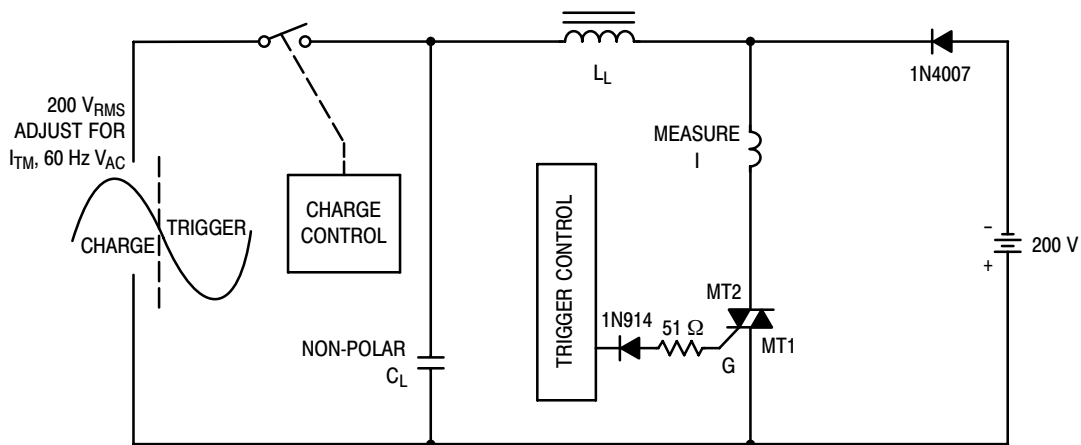 200 V_RMS
ADJUST FOR
I_TM, 60 Hz V_AC
CHARGE
TRIGGER
CHARGE
CONTROL
NON-POLAR
C_L
L_L
MEASURE
I
TRIGGER CONTROL
1N914
51 Ω
G
MT2
MT1
1N4007
–
+
200 V